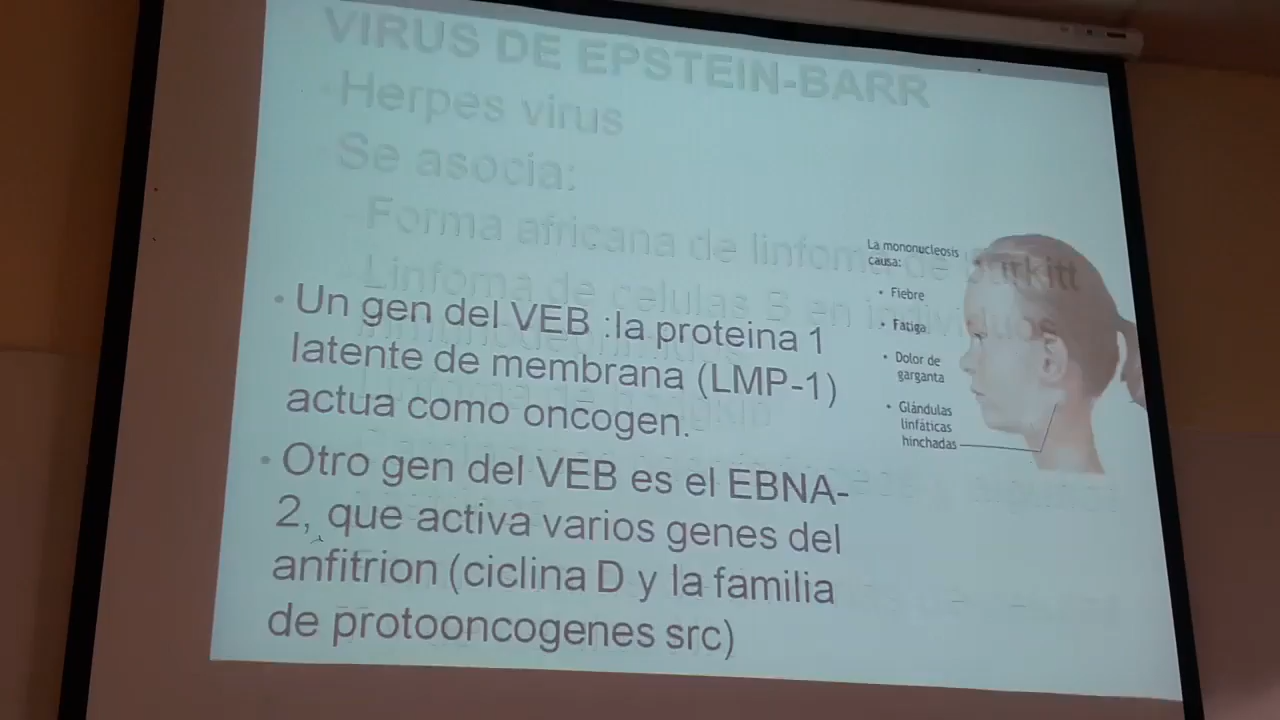 VIRUS DE EPSTEIN-BARR
Herpes virus
Se asocia:
Forma africana de linfoma de Burkitt
Linfoma de celulas B en individuos
• Un gen del VEB :la proteina 1
latente de membrana (LMP-1)
actua como oncogen.
• Otro gen del VEB es el EBNA-
2, que activa varios genes del
anfitrion (ciclina D y la familia
de protooncogenes src)
La mononucleosis
causa:
• Fiebre
• Fatiga
• Dolor de
garganta
• Glándulas
linfáticas
hinchadas